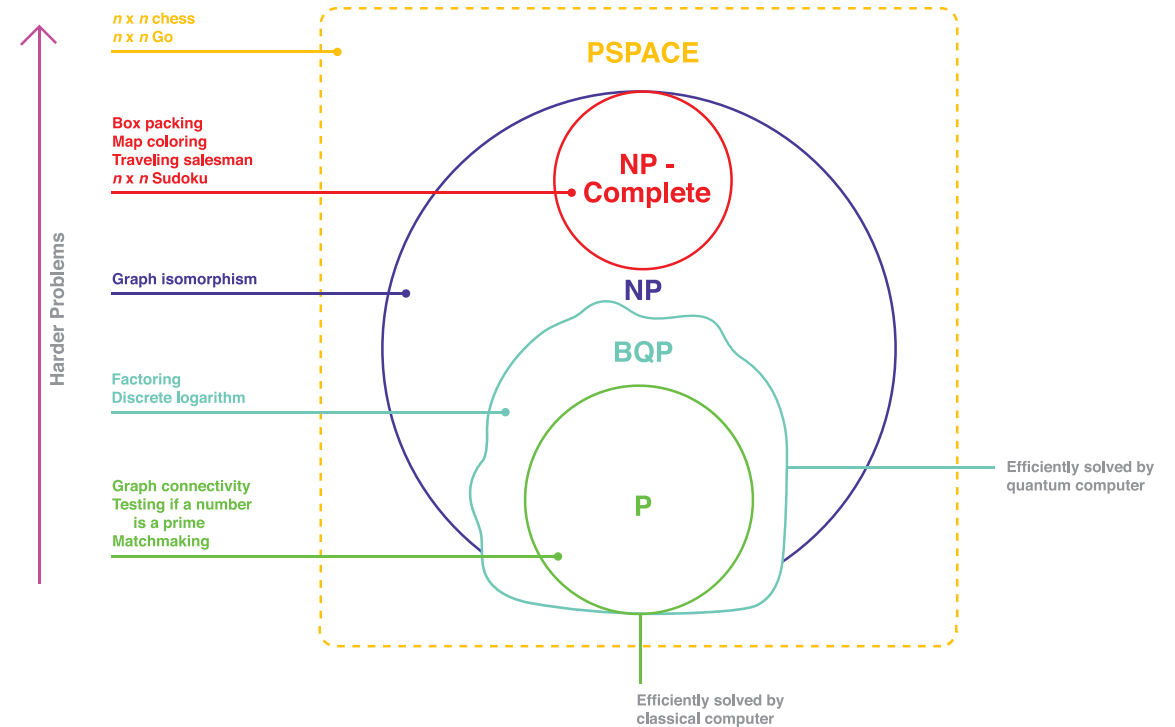 n x n chess
n x n Go
PSPACE
Box packing
Map coloring
Traveling salesman
n x n Sudoku
NP -
Complete
Harder Problems
Graph isomorphism
NP
BQP
Factoring
Discrete logarithm
Efficiently solved by
quantum computer
Graph connectivity
Testing if a number
is a prime
Matchmaking
P
Efficiently solved by
classical computer